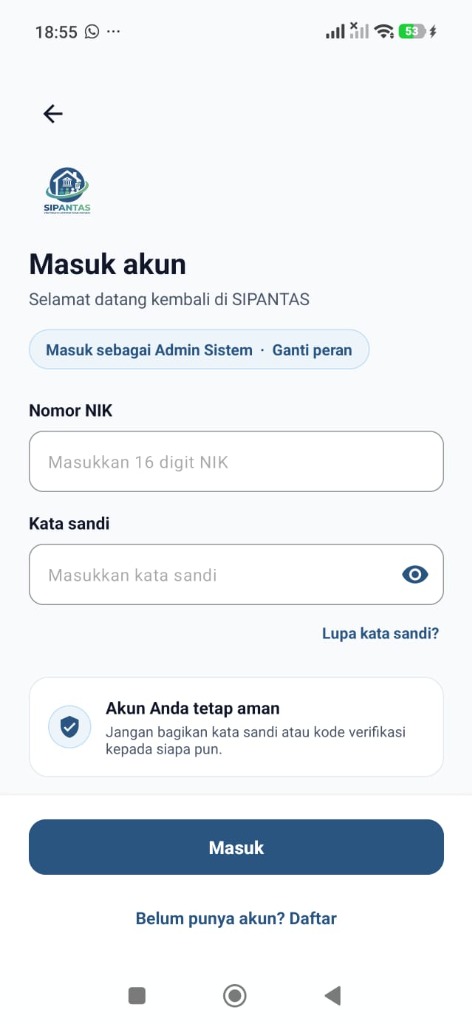 18:55
53
SIPANTAS
Masuk akun
Selamat datang kembali di SIPANTAS
Masuk sebagai Admin Sistem · Ganti peran
Nomor NIK
Masukkan 16 digit NIK
Kata sandi
Masukkan kata sandi
Lupa kata sandi?
Akun Anda tetap aman
Jangan bagikan kata sandi atau kode verifikasi
kepada siapa pun.
Masuk
Belum punya akun? Daftar